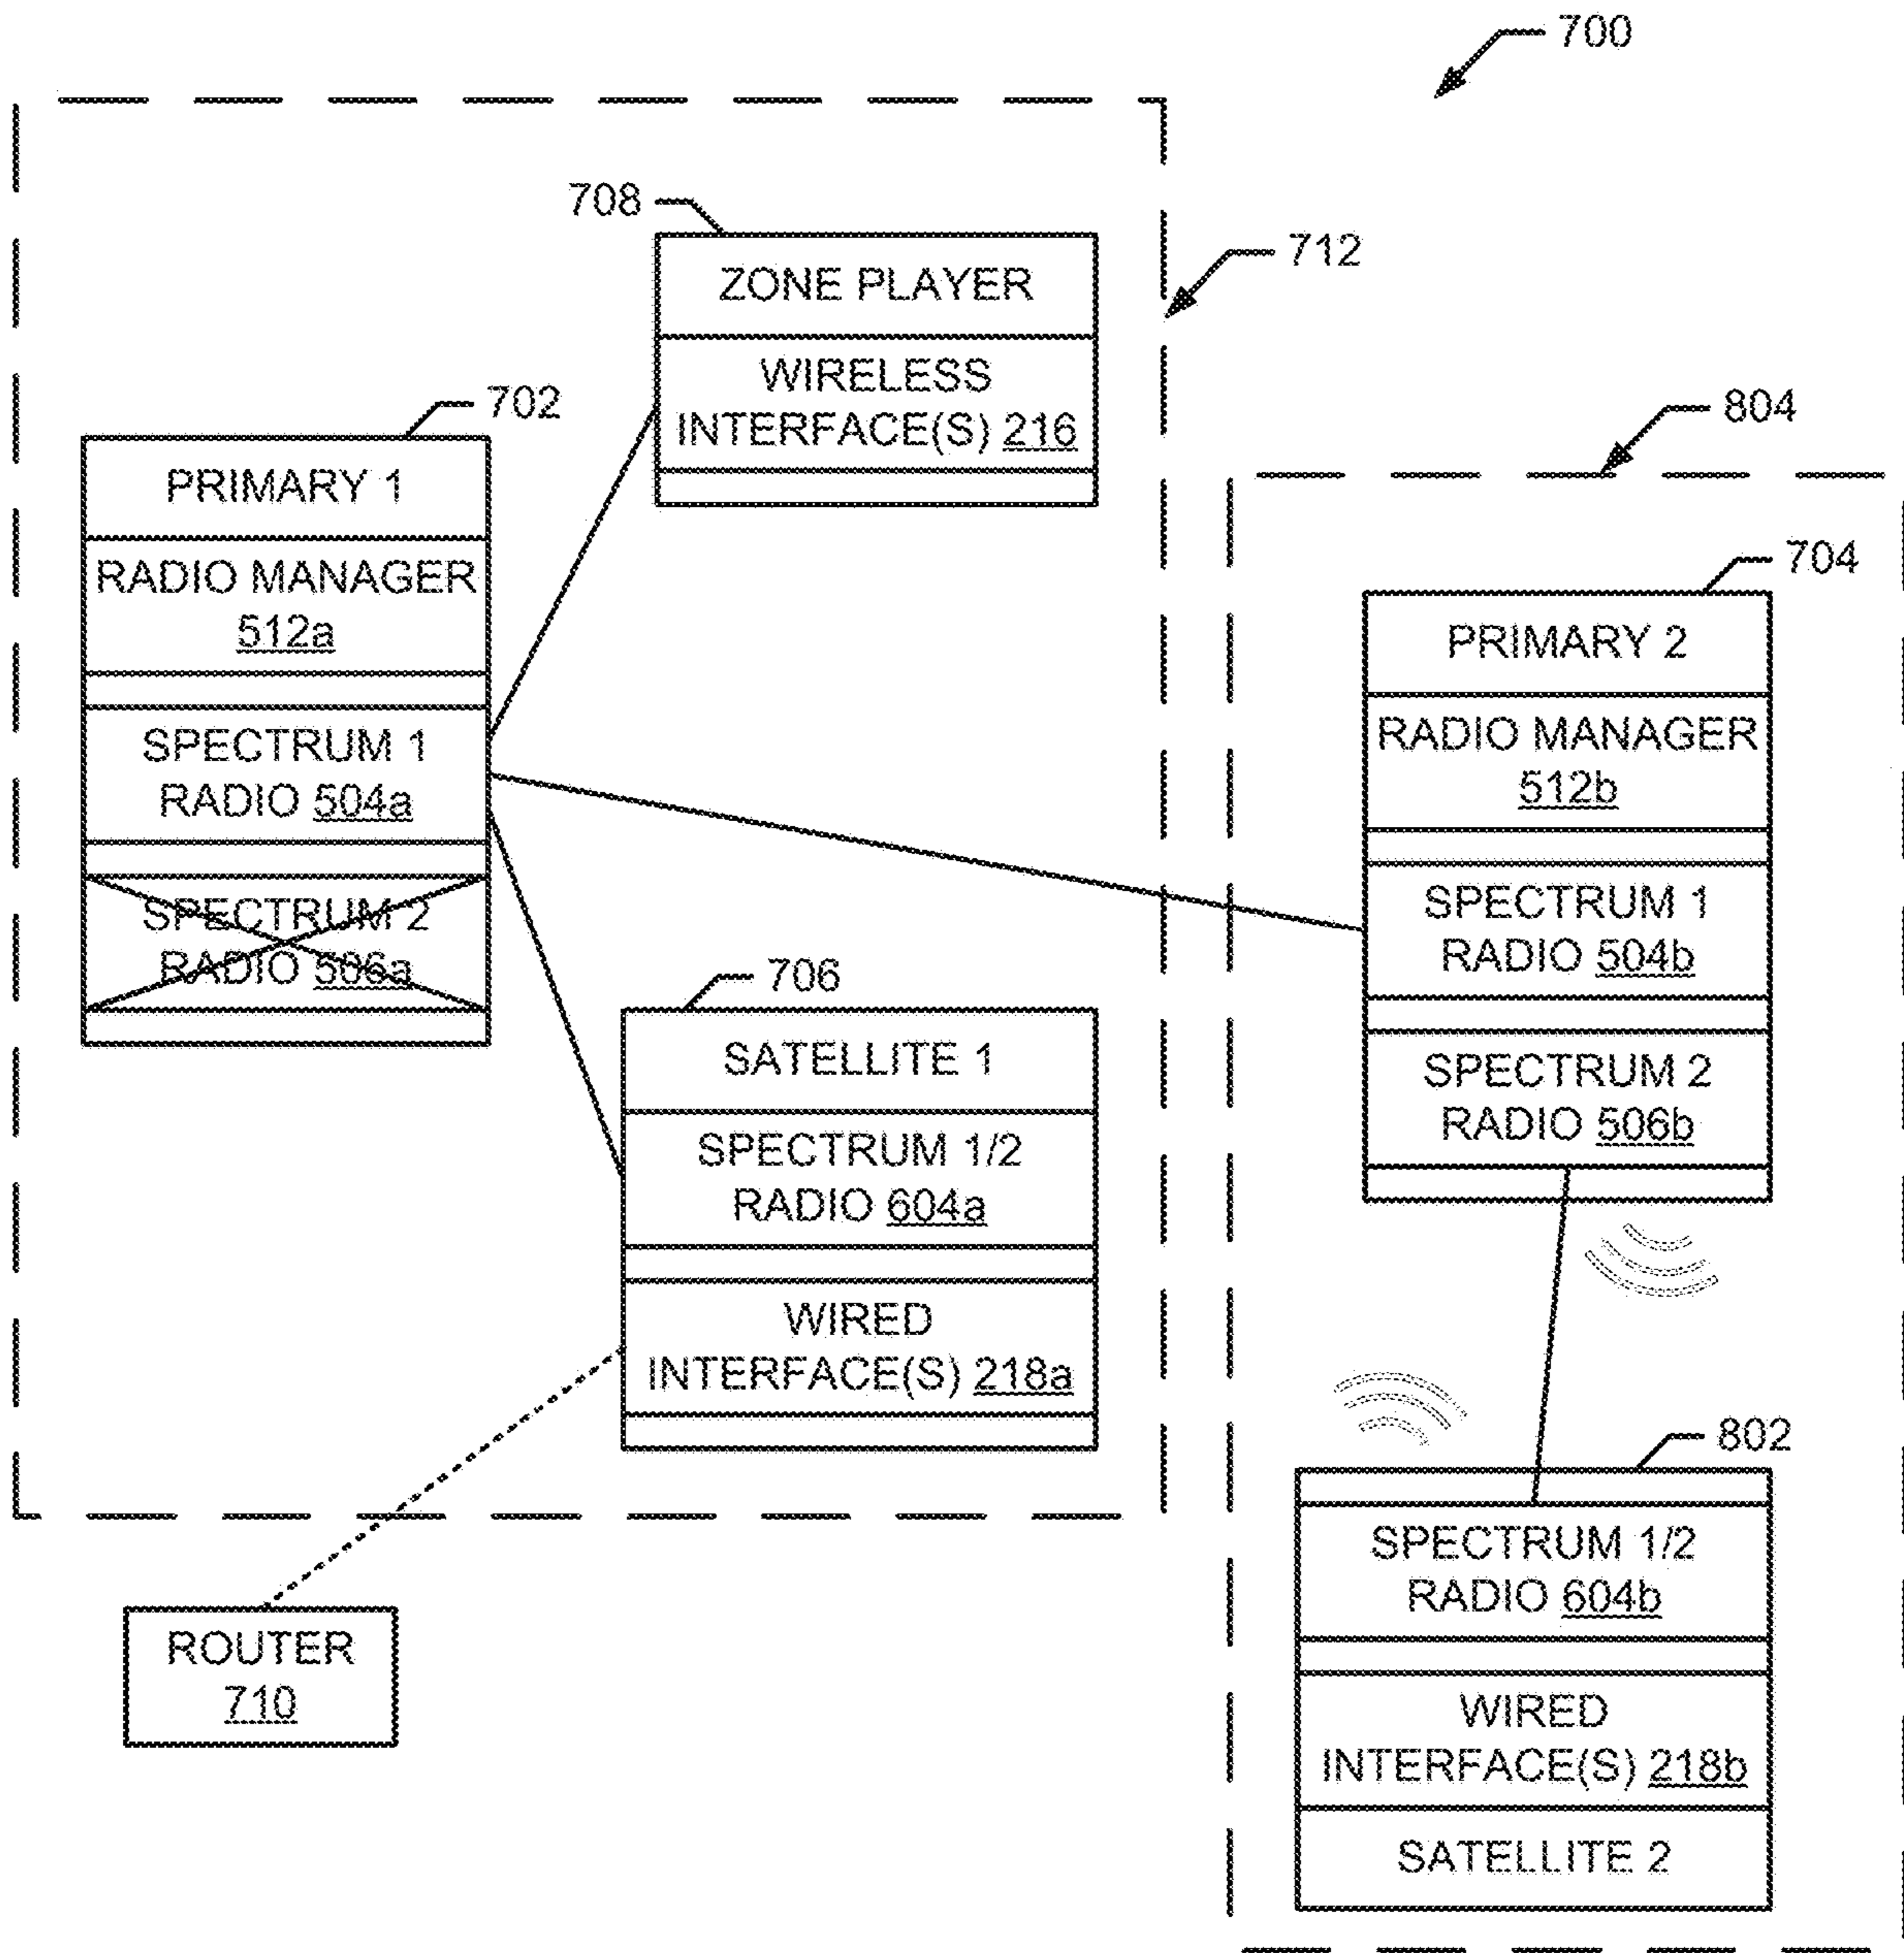 700
708
ZONE PLAYER
WIRELESS
INTERFACE(S) 216
712
702
PRIMARY 1
RADIO MANAGER
512a
SPECTRUM 1
RADIO 504a
SPECTRUM 2
RADIO 506a
706
SATELLITE 1
SPECTRUM 1/2
RADIO 604a
WIRED
INTERFACE(S) 218a
ROUTER
710
804
704
PRIMARY 2
RADIO MANAGER
512b
SPECTRUM 1
RADIO 504b
SPECTRUM 2
RADIO 506b
802
SPECTRUM 1/2
RADIO 604b
WIRED
INTERFACE(S) 218b
SATELLITE 2